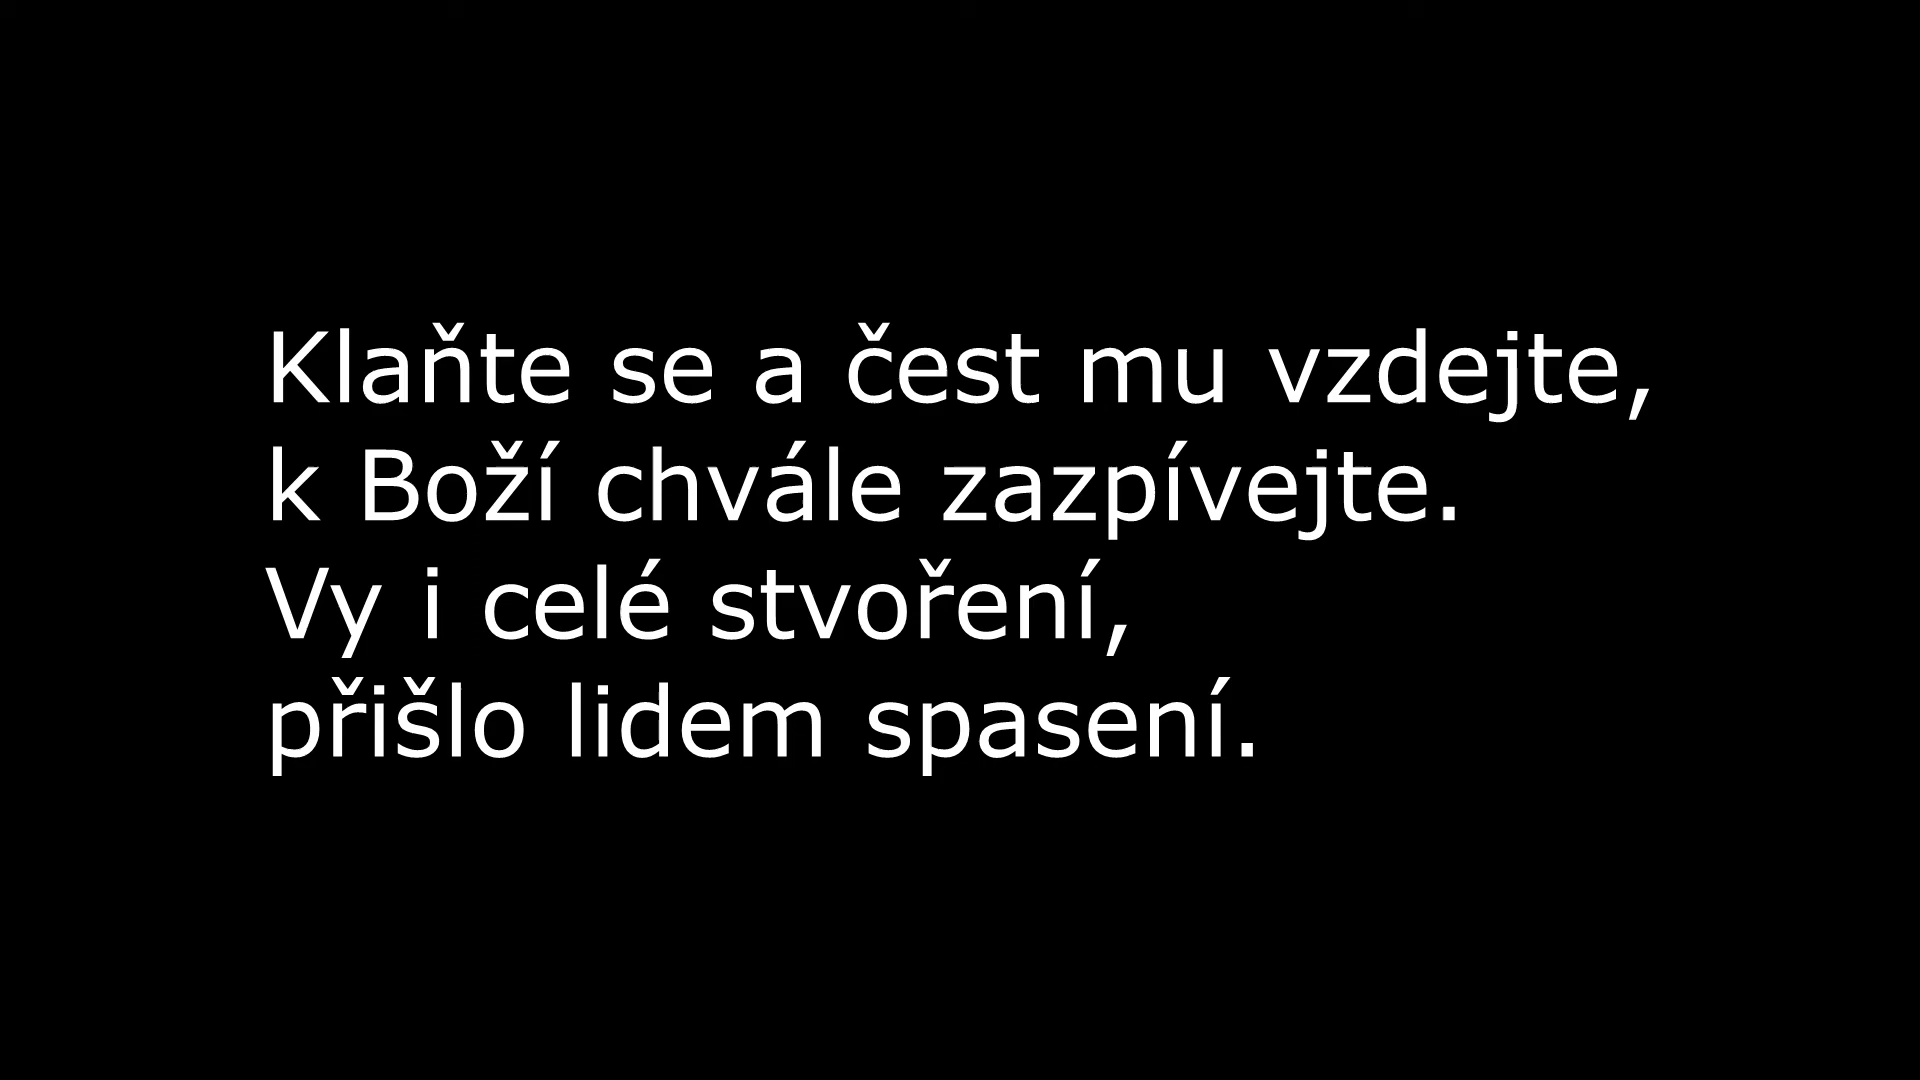 Klaňte se a čest mu vzdejte,
k Boží chvále zazpívejte.
Vy i celé stvoření,
přišlo lidem spasení.